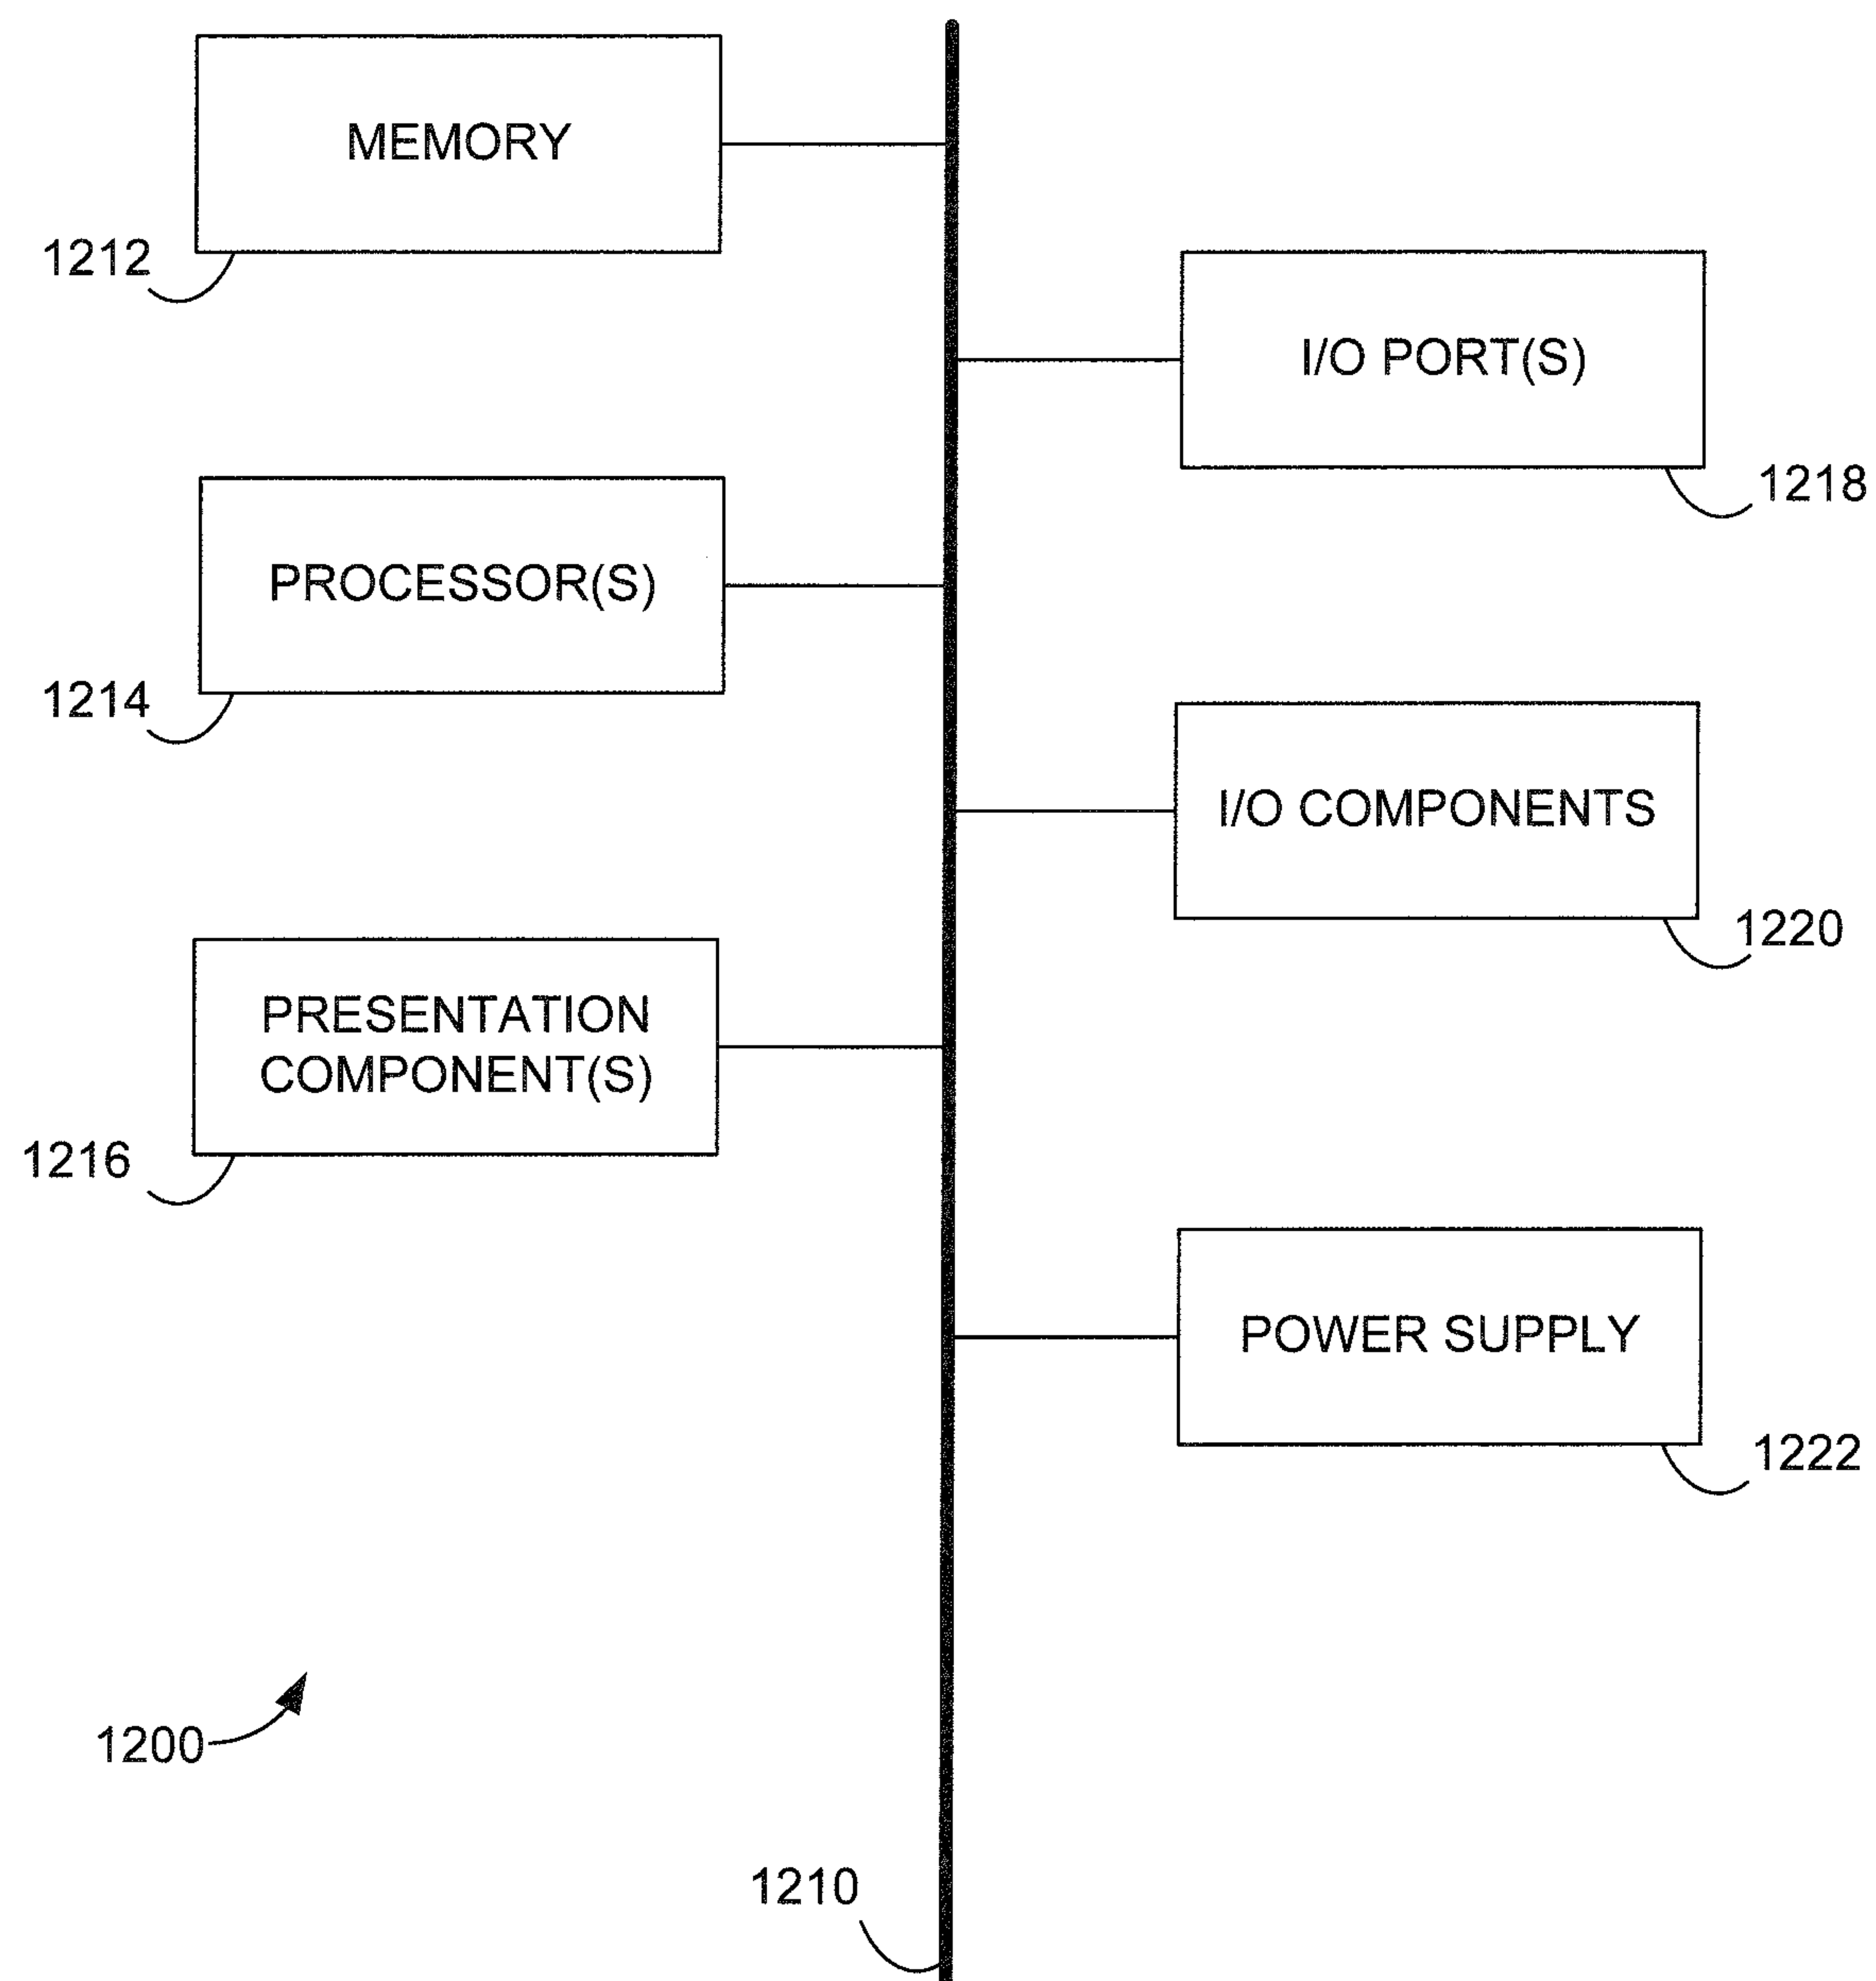 MEMORY
1212
I/O PORT(S)
1218
PROCESSOR(S)
1214
I/O COMPONENTS
1220
PRESENTATION
COMPONENT(S)
1216
POWER SUPPLY
1222
1200
1210